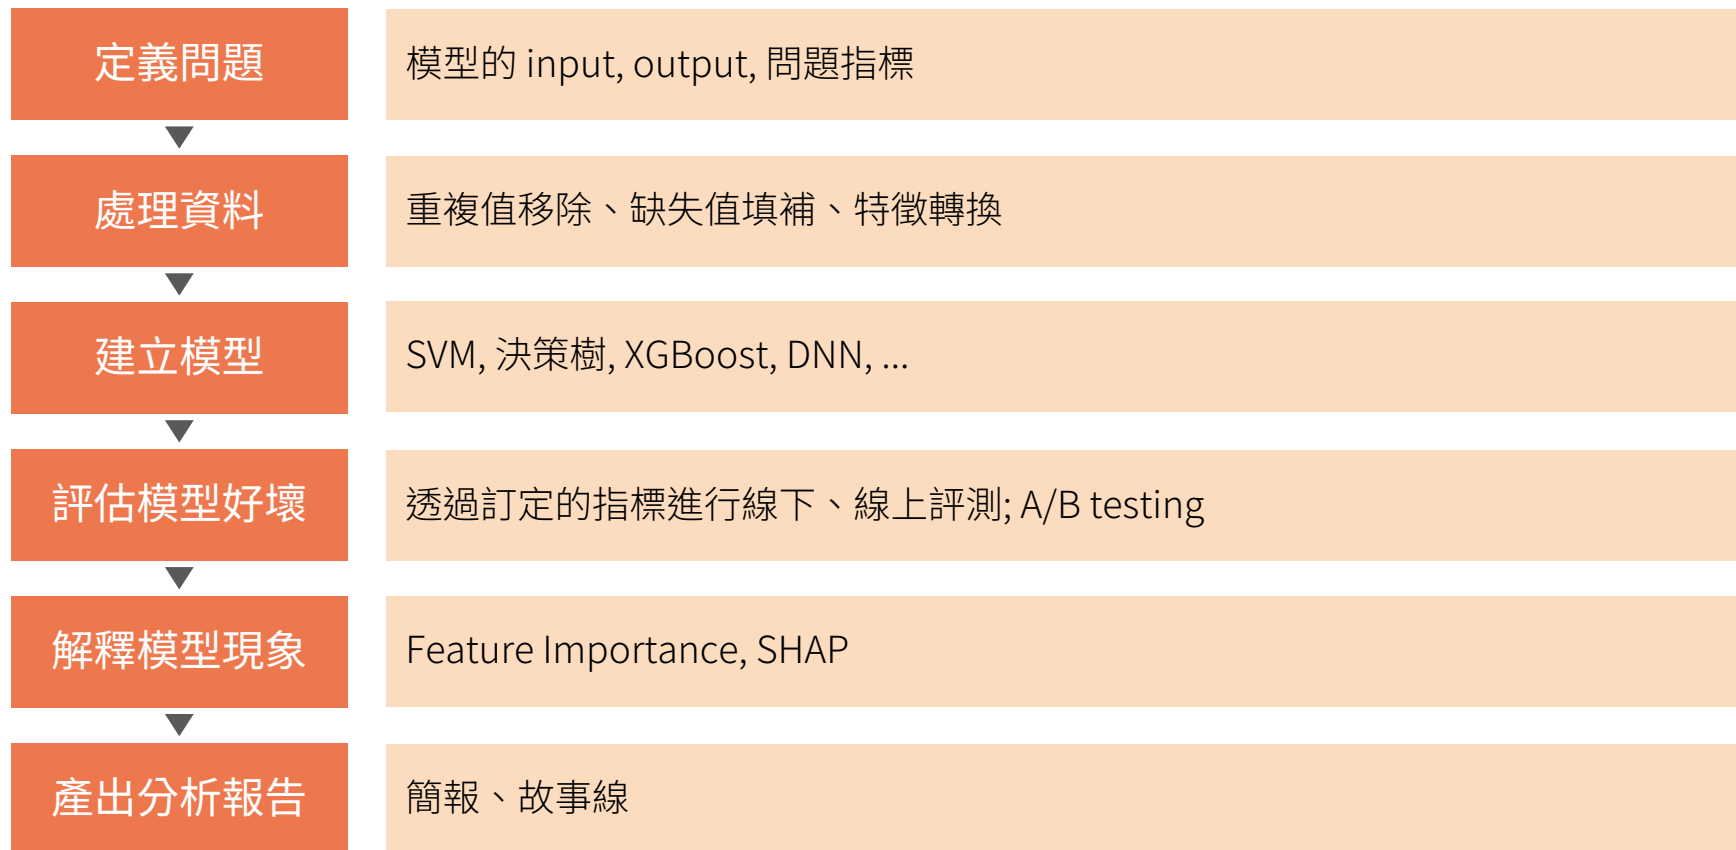 定義問題
模型的 input, output, 問題指標
處理資料
重複值移除、缺失值填補、特徵轉換
建立模型
SVM, 決策樹, XGBoost, DNN, ...
評估模型好壞
透過訂定的指標進行線下、線上評測; A/B testing
解釋模型現象
Feature Importance, SHAP
產出分析報告
簡報、故事線